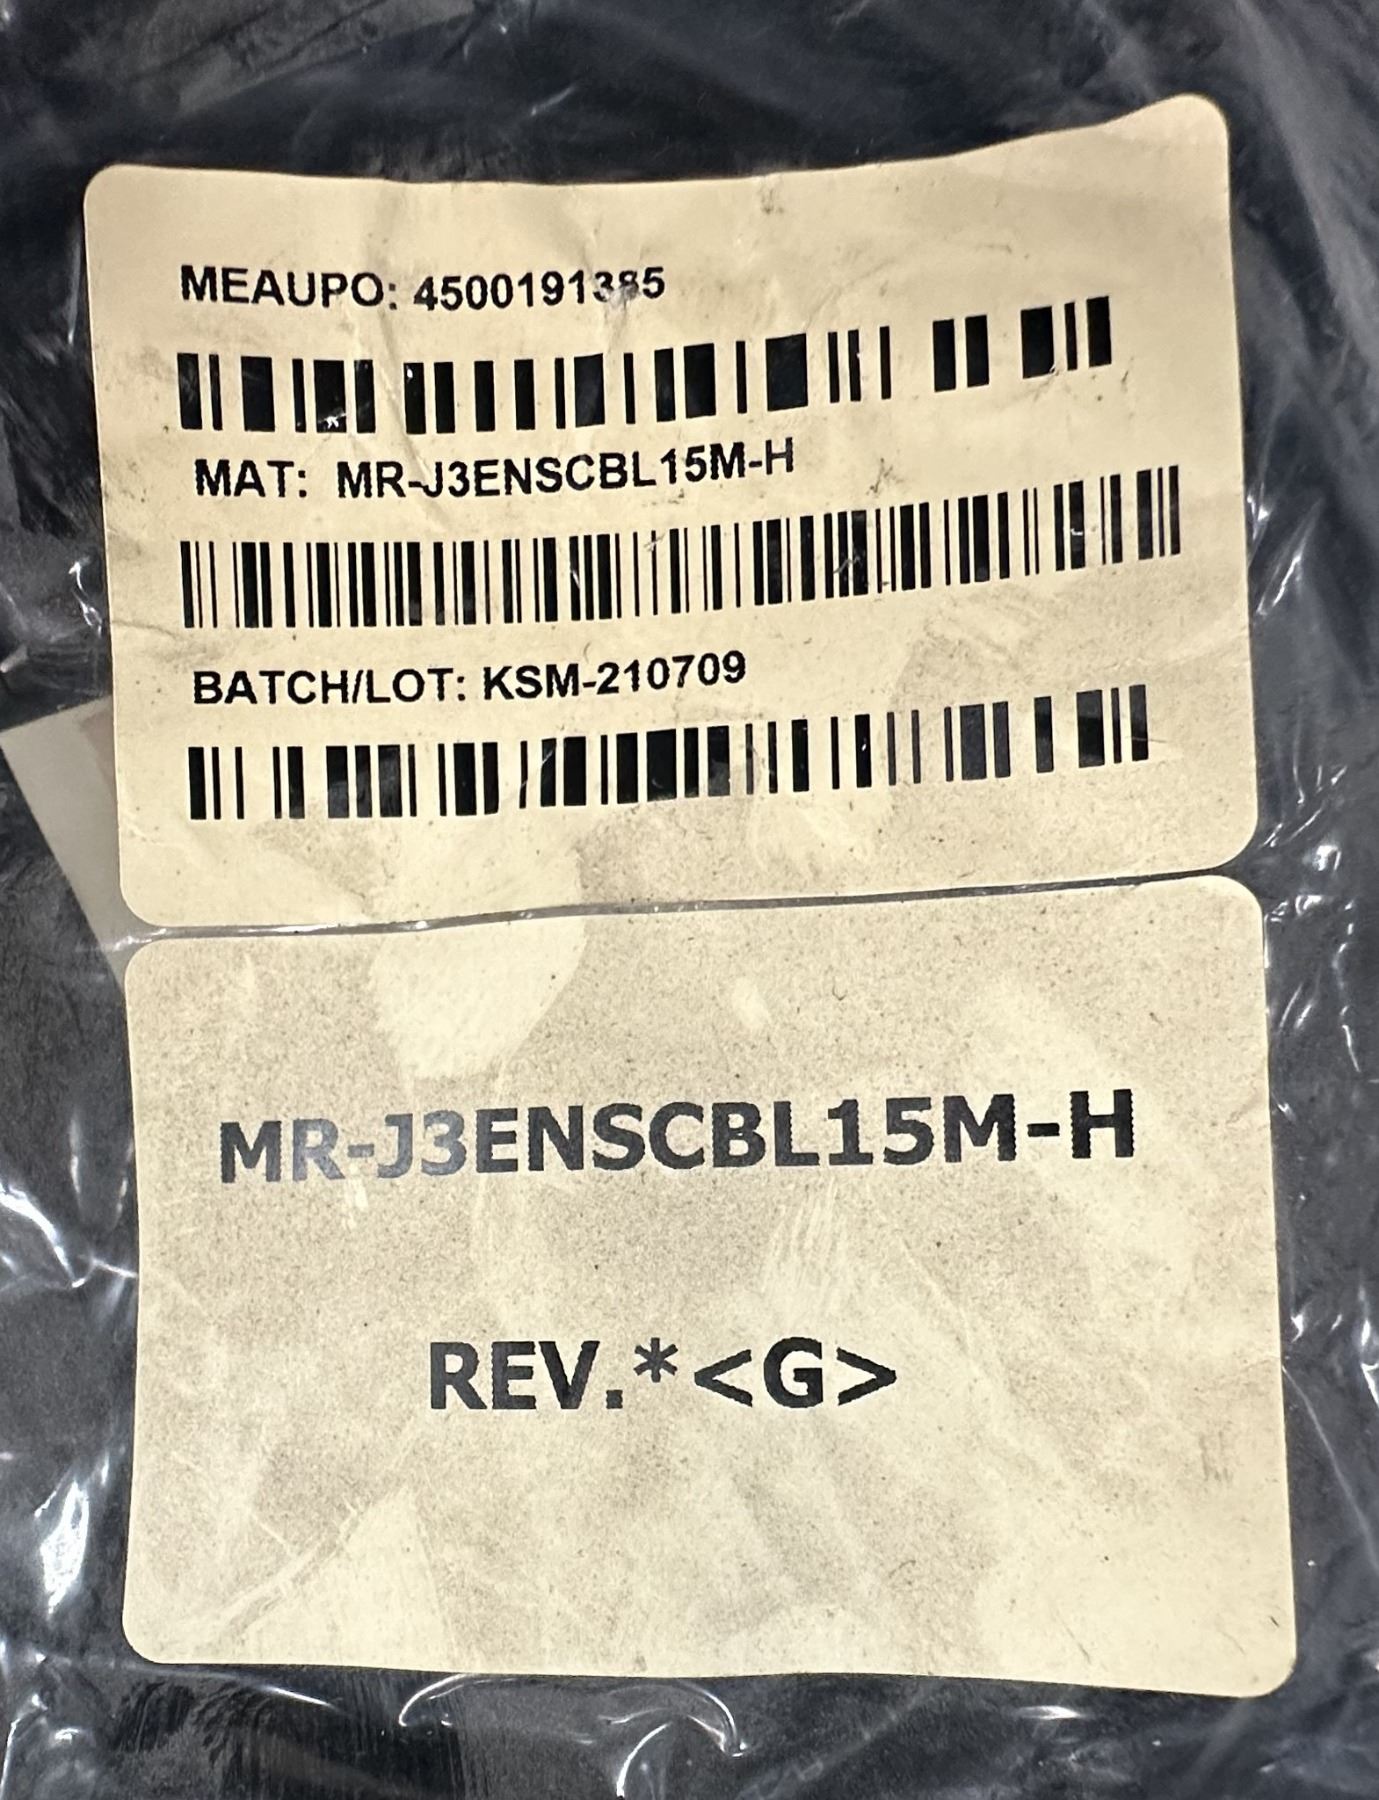 MEAUPO: 4500191385
MAT: MR-J3ENSCBL15M-H
BATCH/LOT: KSM-210709
MR-J3ENSCBL15M-H
REV.*<G>